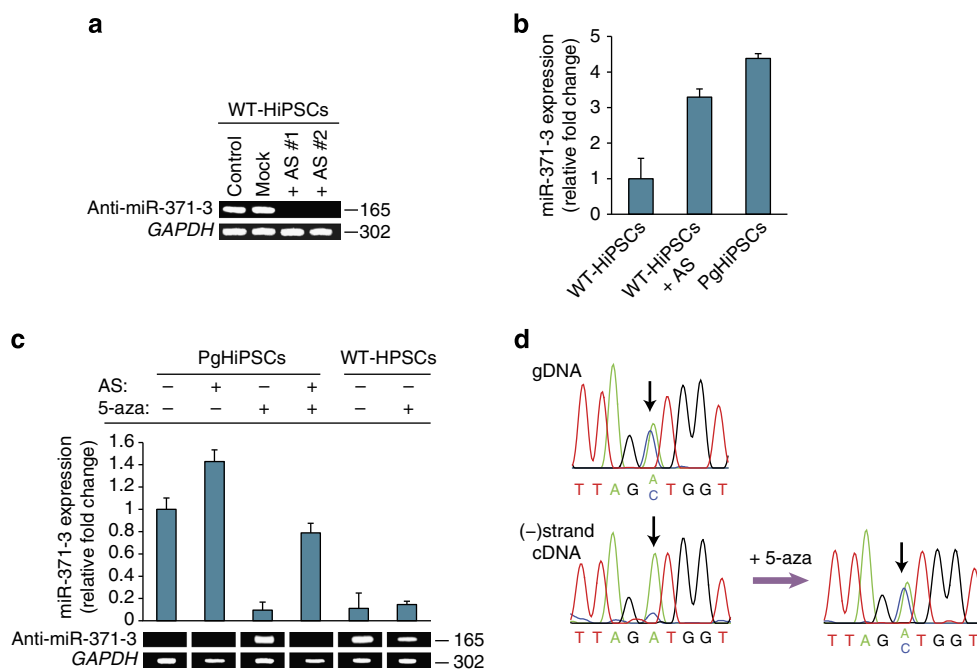 a
WT-HiPSCs
Control
Mock
+ AS #1
+ AS #2
Anti-miR-371-3
165
GAPDH
302
b
miR-371-3 expression
(relative fold change)
5
4
3
2
1
0
WT-HiPSCs
WT-HiPSCs
+ AS
PgHiPSCs
c
PgHiPSCs WT-HPSCs
AS: – + – + – –
5-aza: – – + + – +
miR-371-3 expression
(relative fold change)
1.6
1.4
1.2
1
0.8
0.6
0.4
0.2
0
Anti-miR-371-3
165
GAPDH
302
d
gDNA
A
T T A G C T G G T
(–)strand
cDNA
T T A G A T G G T
+ 5-aza
A
T T A G C T G G T